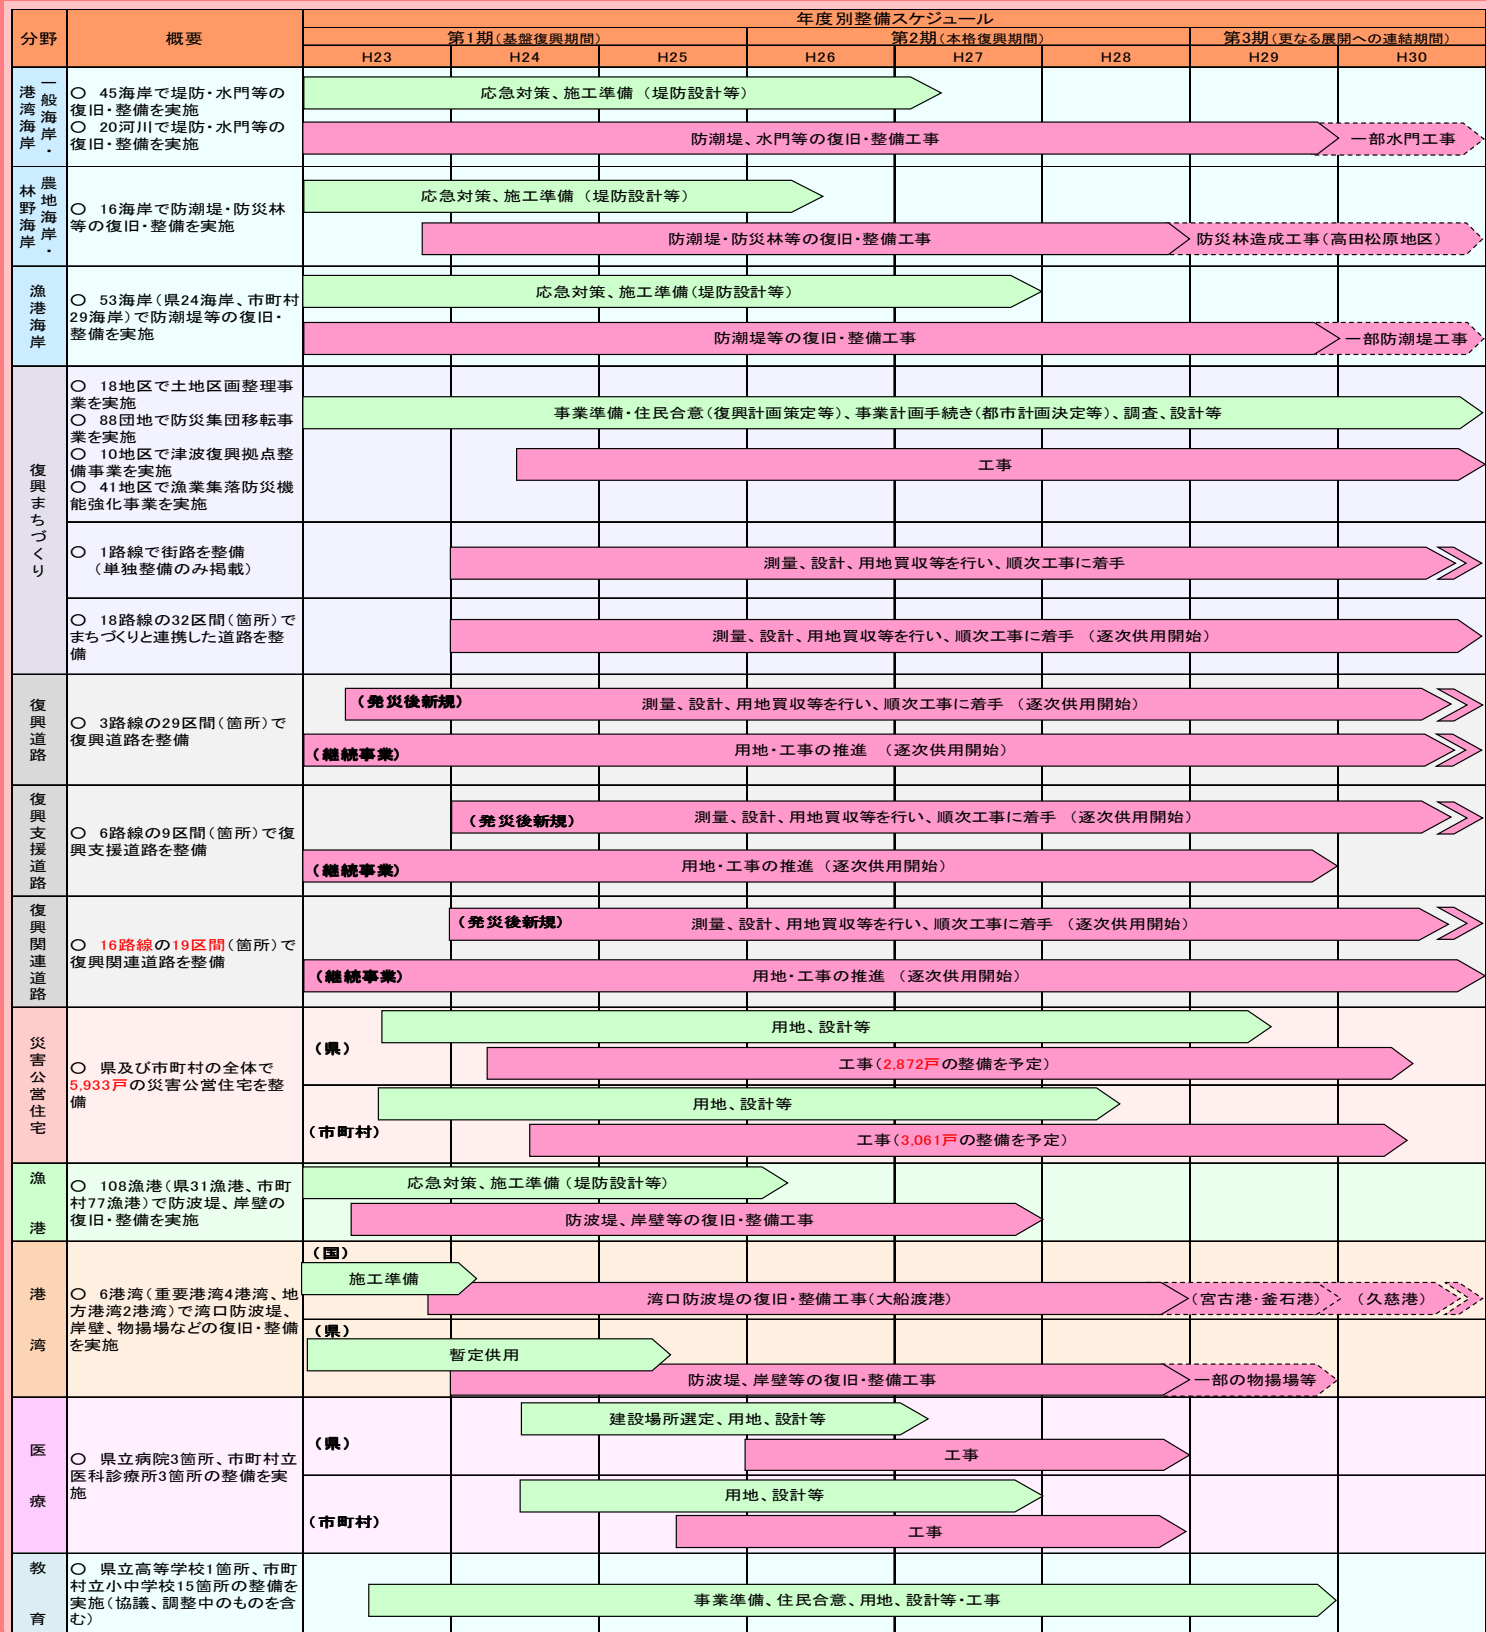 分野
概要
年度別整備スケジュール
第1期(基盤復興期間)
第2期(本格復興期間)
第3期(更なる展開への連結期間)
H23
H24
H25
H26
H27
H28
H29
H30
一般海岸・
港湾海岸
○ 45海岸で堤防・水門等の
復旧・整備を実施
○ 20河川で堤防・水門等の
復旧・整備を実施
応急対策、施工準備 (堤防設計等)
防潮堤、水門等の復旧・整備工事
一部水門工事
農地海岸・
林野海岸
○ 16海岸で防潮堤・防災林
等の復旧・整備を実施
応急対策、施工準備 (堤防設計等)
防潮堤・防災林等の復旧・整備工事
防災林造成工事(高田松原地区)
漁港海岸
○ 53海岸(県24海岸、市町村
29海岸)で防潮堤等の復旧・
整備を実施
応急対策、施工準備(堤防設計等)
防潮堤等の復旧・整備工事
一部防潮堤工事
復興まちづくり
○ 18地区で土地区画整理事
業を実施
○ 88団地で防災集団移転事
業を実施
○ 10地区で津波復興拠点整
備事業を実施
○ 41地区で漁業集落防災機
能強化事業を実施
事業準備・住民合意(復興計画策定等)、事業計画手続き(都市計画決定等)、調査、設計等
工事
○ 1路線で街路を整備
(単独整備のみ掲載)
測量、設計、用地買収等を行い、順次工事に着手
○ 18路線の32区間(箇所)で
まちづくりと連携した道路を整
備
測量、設計、用地買収等を行い、順次工事に着手 (逐次供用開始)
復興道路
○ 3路線の29区間(箇所)で
復興道路を整備
(発災後新規)
測量、設計、用地買収等を行い、順次工事に着手 (逐次供用開始)
(継続事業)
用地・工事の推進 (逐次供用開始)
復興支援道路
○ 6路線の9区間(箇所)で復
興支援道路を整備
(発災後新規)
測量、設計、用地買収等を行い、順次工事に着手 (逐次供用開始)
(継続事業)
用地・工事の推進 (逐次供用開始)
復興関連道路
○ 16路線の19区間(箇所)で
復興関連道路を整備
(発災後新規)
測量、設計、用地買収等を行い、順次工事に着手 (逐次供用開始)
(継続事業)
用地・工事の推進 (逐次供用開始)
災害公営住宅
○ 県及び市町村の全体で
5,933戸の災害公営住宅を整
備
(県)
用地、設計等
工事(2,872戸の整備を予定)
(市町村)
用地、設計等
工事(3,061戸の整備を予定)
漁港
○ 108漁港(県31漁港、市町
村77漁港)で防波堤、岸壁の
復旧・整備を実施
応急対策、施工準備(堤防設計等)
防波堤、岸壁等の復旧・整備工事
港湾
○ 6港湾(重要港湾4港湾、地
方港湾2港湾)で湾口防波堤、
岸壁、物揚場などの復旧・整備
を実施
(国)
施工準備
湾口防波堤の復旧・整備工事(大船渡港)
(宮古港・釜石港)
(久慈港)
(県)
暫定供用
防波堤、岸壁等の復旧・整備工事
一部の物揚場等
医療
○ 県立病院3箇所、市町村立
医科診療所3箇所の整備を実
施
(県)
建設場所選定、用地、設計等
工事
(市町村)
用地、設計等
工事
教育
○ 県立高等学校1箇所、市町
村立小中学校15箇所の整備を
実施(協議、調整中のものを含
む)
事業準備、住民合意、用地、設計等・工事